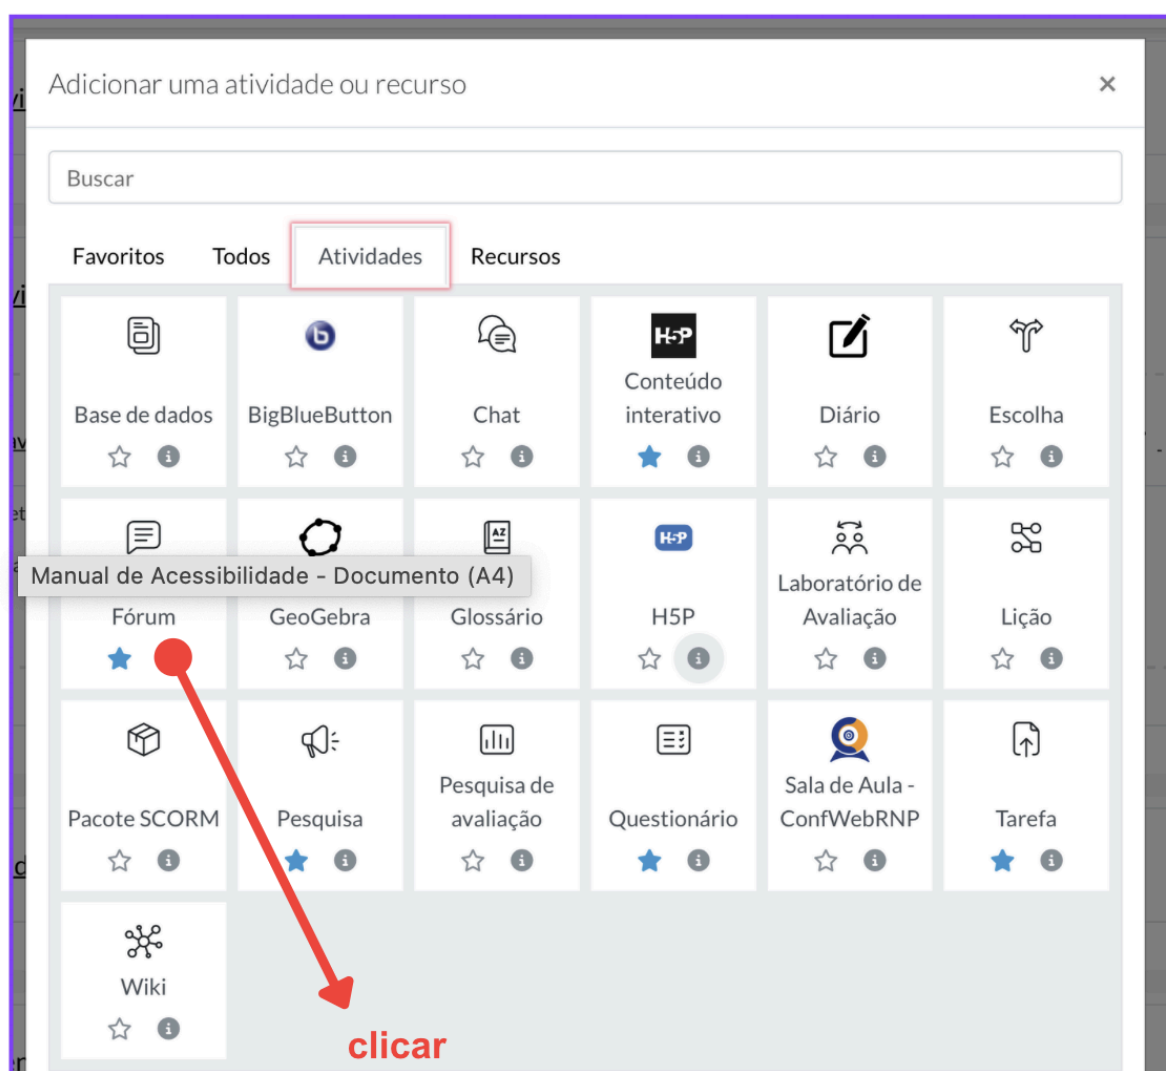 Adicionar uma atividade ou recurso
×
Buscar
Favoritos Todos Atividades Recursos
H5P
Base de dados BigBlueButton Chat Conteúdo interativo Diário Escolha
AZ
H5P
Manual de Acessibilidade - Documento (A4)
Fórum GeoGebra Glossário H5P Laboratório de Avaliação Lição
Pacote SCORM Pesquisa Pesquisa de avaliação Questionário Sala de Aula - ConfWebRNP Tarefa
Wiki
clicar